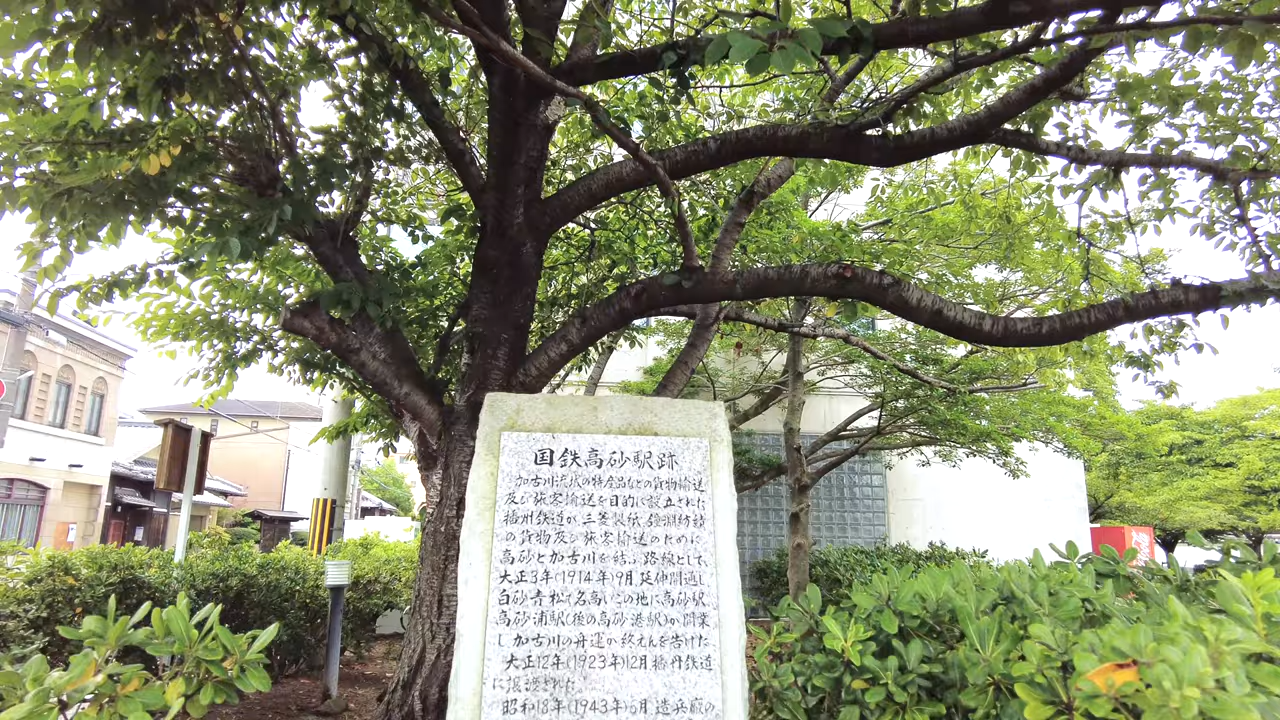 国鉄高砂駅跡
加古川流域の特産品などの貨物輸送
及び旅客輸送を目的に設立された
播州鉄道が三菱製紙、鐘淵紡績
の貨物及び旅客輸送のために
高砂と加古川を結ぶ路線として、
大正3年(1914年)9月延伸開通し
白砂青松で名高いこの地に高砂駅
高砂浦駅(後の高砂港駅)が開業
し加古川の舟運が終えんを告げた
大正12年(1923年)12月播丹鉄道
に譲渡された
昭和18年(1943年)6月造兵廠の